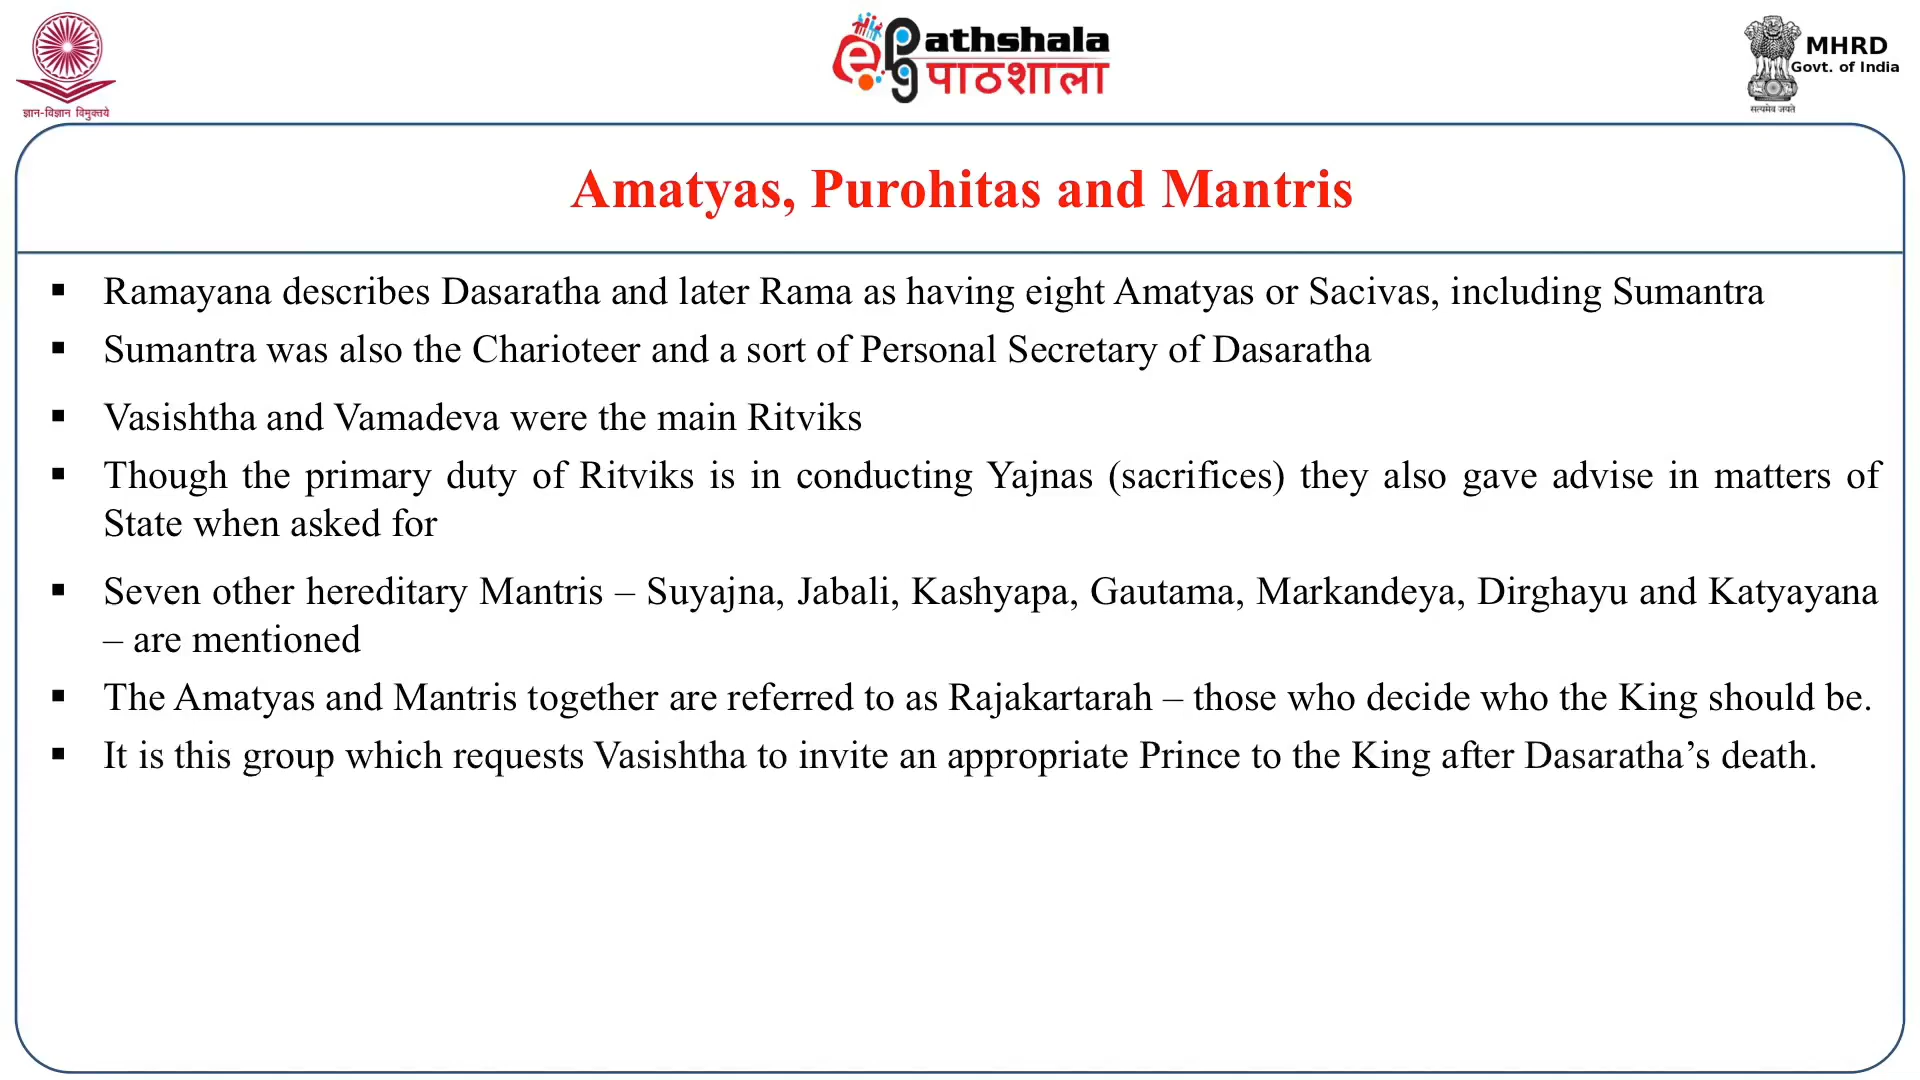 ज्ञान-विज्ञान विमुक्तये
ePg Pathshala
पाठशाला
MHRD
Govt. of India
सत्यमेव जयते
Amatyas, Purohitas and Mantris
▪ Ramayana describes Dasaratha and later Rama as having eight Amatyas or Sacivas, including Sumantra
▪ Sumantra was also the Charioteer and a sort of Personal Secretary of Dasaratha
▪ Vasishtha and Vamadeva were the main Ritviks
▪ Though the primary duty of Ritviks is in conducting Yajnas (sacrifices) they also gave advise in matters of
State when asked for
▪ Seven other hereditary Mantris – Suyajna, Jabali, Kashyapa, Gautama, Markandeya, Dirghayu and Katyayana
– are mentioned
▪ The Amatyas and Mantris together are referred to as Rajakartarah – those who decide who the King should be.
▪ It is this group which requests Vasishtha to invite an appropriate Prince to the King after Dasaratha’s death.